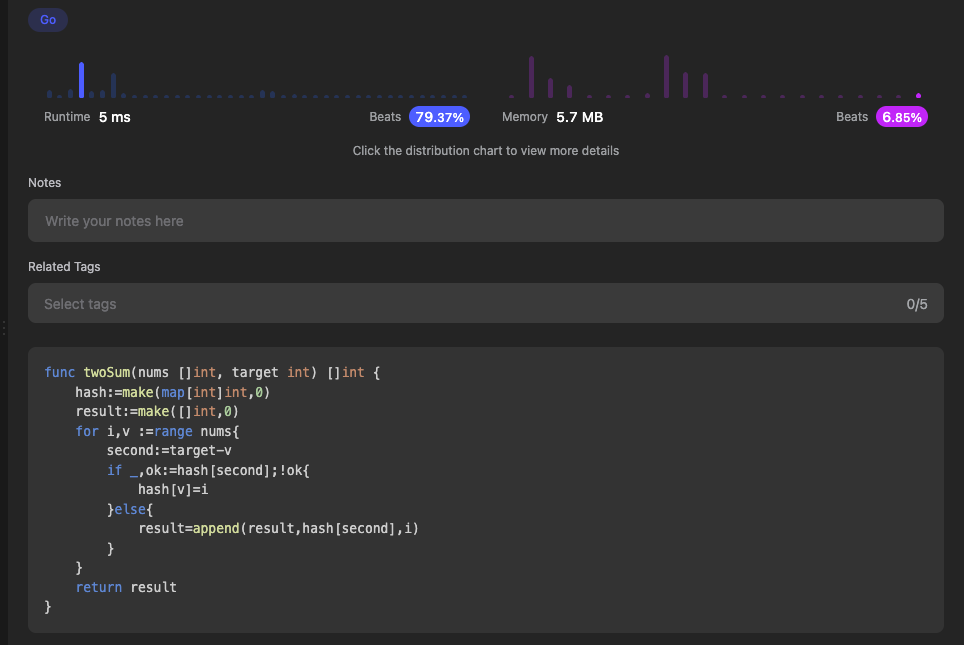 Go
Runtime 5 ms Beats 79.37% Memory 5.7 MB Beats 6.85%
Click the distribution chart to view more details
Notes
Write your notes here
Related Tags
Select tags 0/5
func twoSum(nums []int, target int) []int {
    hash:=make(map[int]int,0)
    result:=make([]int,0)
    for i,v :=range nums{
        second:=target-v
        if _,ok:=hash[second];!ok{
            hash[v]=i
        }else{
            result=append(result,hash[second],i)
        }
    }
    return result
}